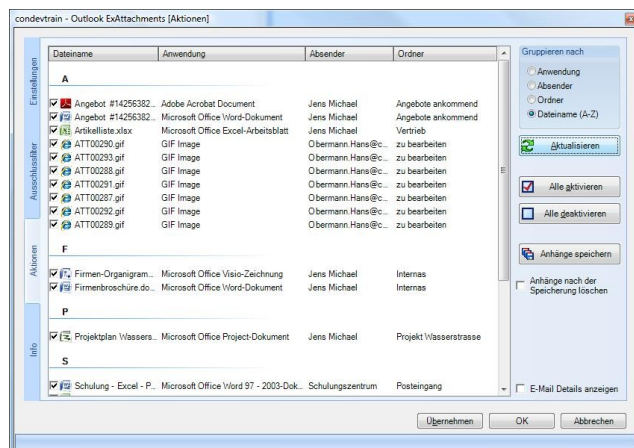 condevtrain - Outlook ExAttachments [Aktionen]
Einstellungen
Ausschlussfilter
Aktionen
Info
Dateiname Anwendung Absender Ordner
A
Angebot #14256382... Adobe Acrobat Document Jens Michael Angebote ankommend
Angebot #14256382... Microsoft Office Word-Dokument Jens Michael Angebote ankommend
Artikelliste.xlsx Microsoft Office Excel-Arbeitsblatt Jens Michael Vertrieb
ATT00290.gif GIF Image Obermann.Hans@c... zu bearbeiten
ATT00293.gif GIF Image Obermann.Hans@c... zu bearbeiten
ATT00288.gif GIF Image Obermann.Hans@c... zu bearbeiten
ATT00291.gif GIF Image Obermann.Hans@c... zu bearbeiten
ATT00287.gif GIF Image Obermann.Hans@c... zu bearbeiten
ATT00292.gif GIF Image Obermann.Hans@c... zu bearbeiten
ATT00289.gif GIF Image Obermann.Hans@c... zu bearbeiten
F
Firmen-Organigram... Microsoft Office Visio-Zeichnung Jens Michael Internas
Firmenbroschüre.do... Microsoft Office Word-Dokument Jens Michael Internas
P
Projektplan Wassers... Microsoft Office Project-Dokument Jens Michael Projekt Wasserstrasse
S
Schulung - Excel - P... Microsoft Office Word 97 - 2003-Dok... Schulungszentrum Posteingang
Gruppieren nach
Anwendung
Absender
Ordner
Dateiname (A-Z)
Aktualisieren
Alle aktivieren
Alle deaktivieren
Anhänge speichern
Anhänge nach der
Speicherung löschen
E-Mail Details anzeigen
Übernehmen OK Abbrechen